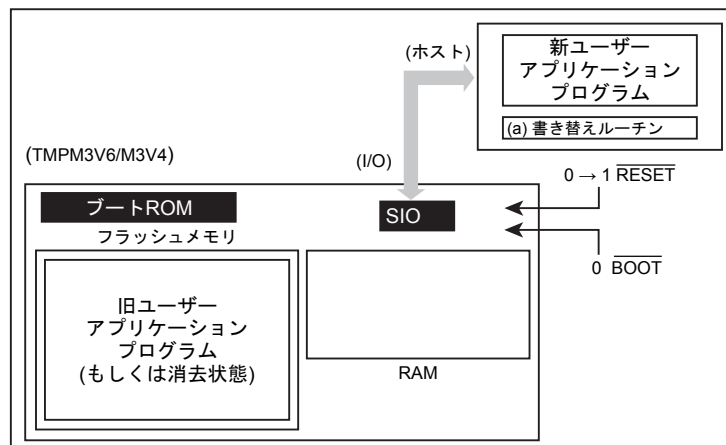 (ホスト)
新ユーザー
アプリケーション
プログラム
(a) 書き替えルーチン
(TMPM3V6/M3V4)
(I/O)
0 → 1 RESET
ブートROM
SIO
フラッシュメモリ
0 BOOT
旧ユーザー
アプリケーション
プログラム
(もしくは消去状態)
RAM